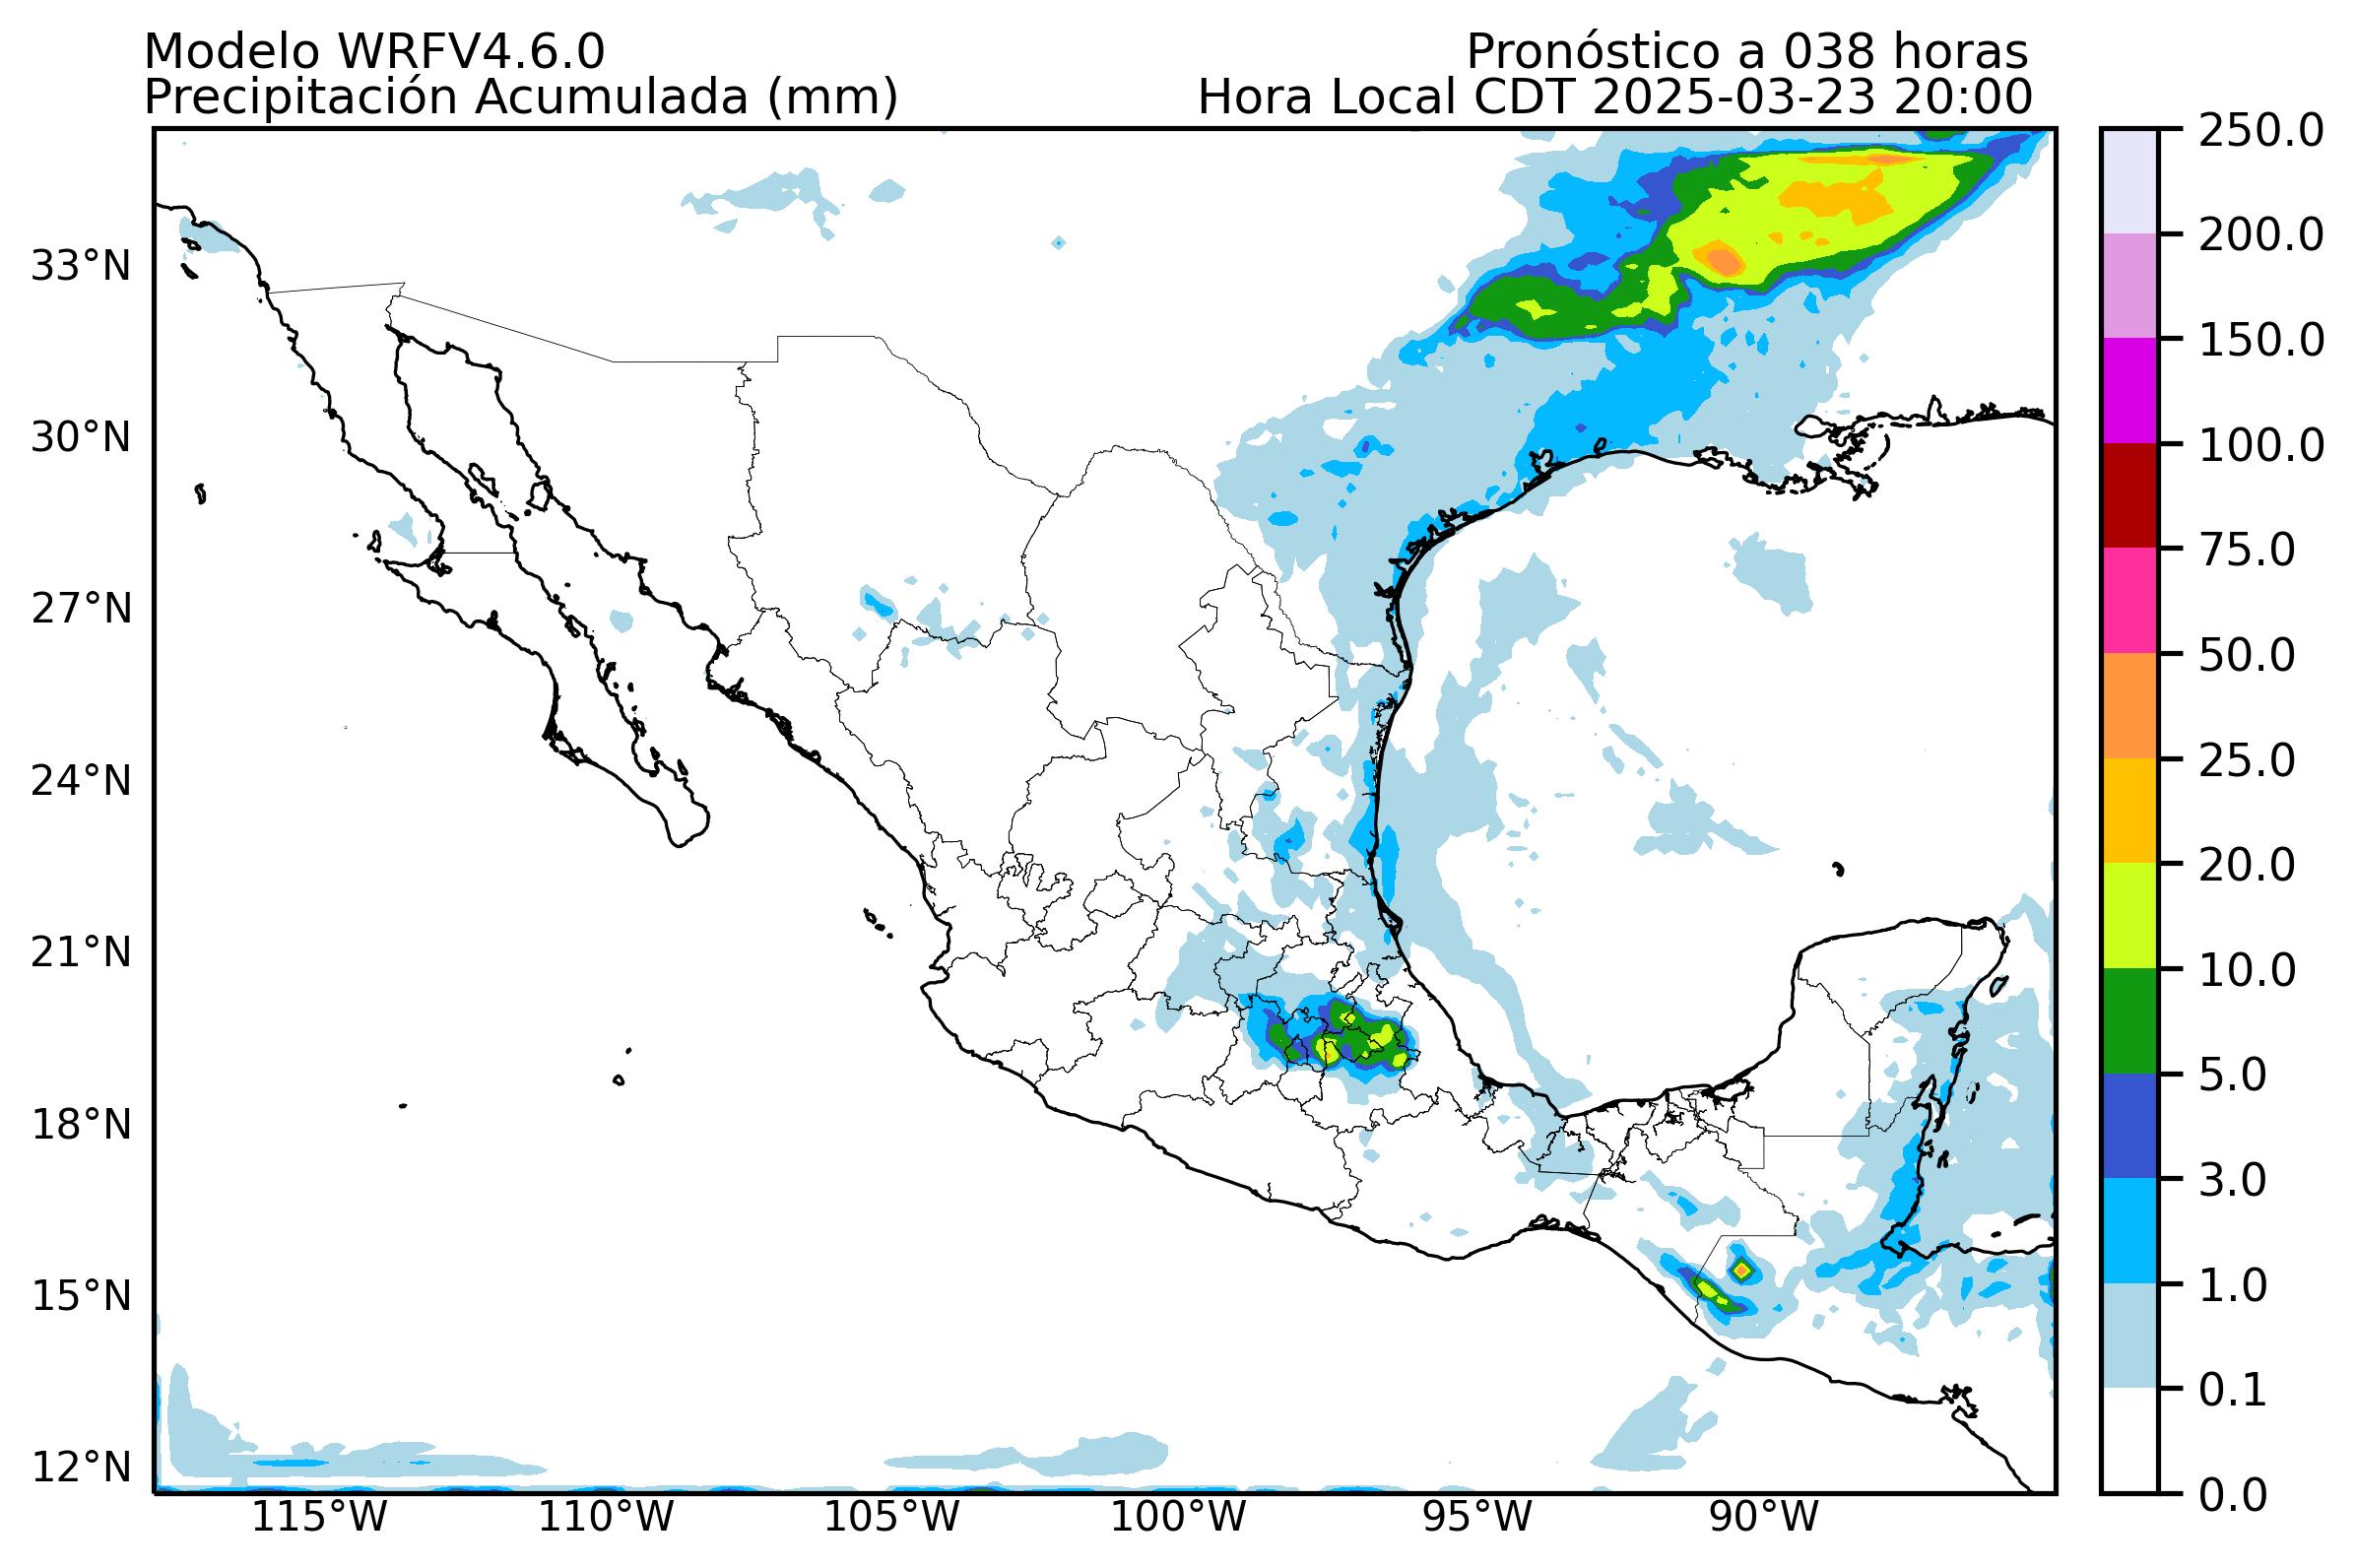 Modelo WRFV4.6.0
Pronóstico a 038 horas
Precipitación Acumulada (mm)
Hora Local CDT 2025-03-23 20:00
33°N
30°N
27°N
24°N
21°N
18°N
15°N
12°N
115°W
110°W
105°W
100°W
95°W
90°W
250.0
200.0
150.0
100.0
75.0
50.0
25.0
20.0
10.0
5.0
3.0
1.0
0.1
0.0